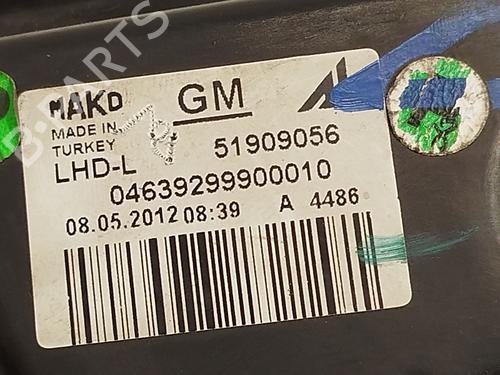 MAKO GM
MADE IN
TURKEY
51909056
LHD-L
04639299900010
08.05.2012 08:39 A 4486
B-PARTS